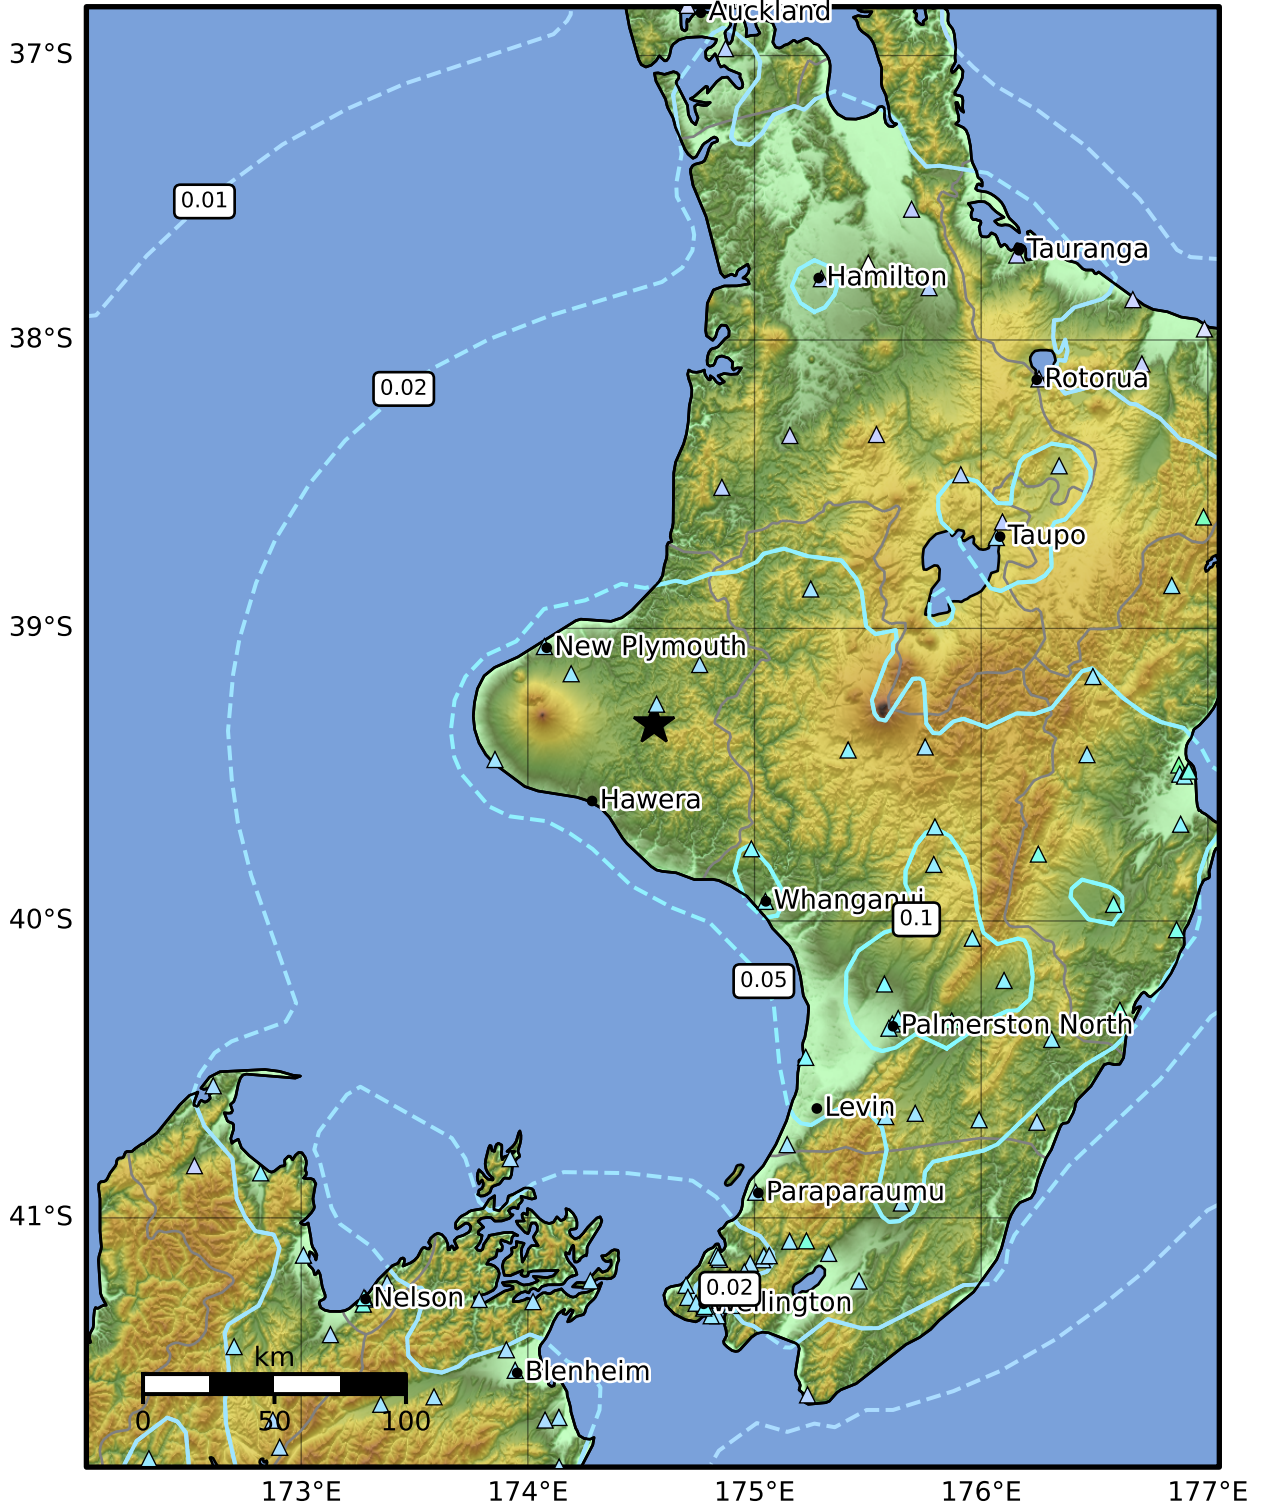 Auckland
37°S
0.01
Tauranga
Hamilton
38°S
Rotorua
0.02
Taupo
39°S
New Plymouth
Hawera
Whanganui
0.1
40°S
0.05
Palmerston North
Levin
Paraparaumu
41°S
0.02
Nelson
Wellington
km
Blenheim
0 50 100
173°E 174°E 175°E 176°E 177°E